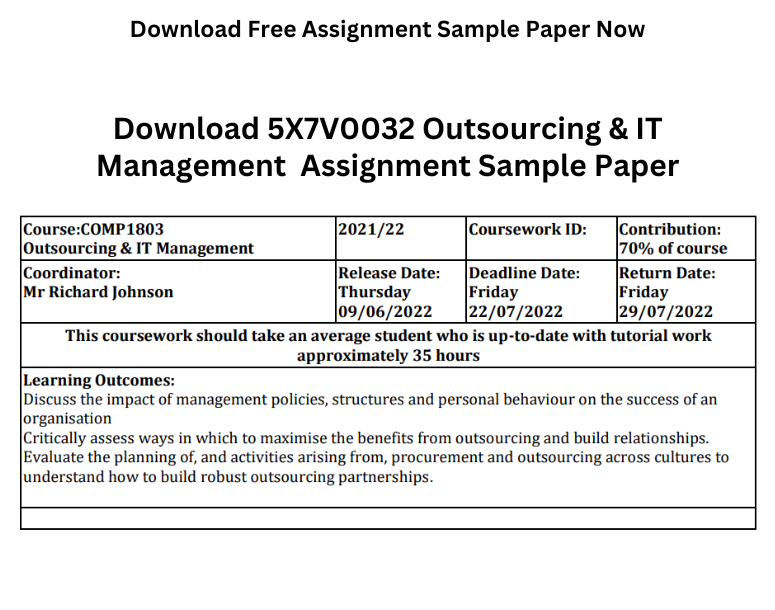 Download Free Assignment Sample Paper Now
Download 5X7V0032 Outsourcing & IT
Management  Assignment Sample Paper
Course:COMP1803
Outsourcing & IT Management
2021/22
Coursework ID:
Contribution:
70% of course
Coordinator:
Mr Richard Johnson
Release Date:
Thursday
09/06/2022
Deadline Date:
Friday
22/07/2022
Return Date:
Friday
29/07/2022
This coursework should take an average student who is up-to-date with tutorial work
approximately 35 hours
Learning Outcomes:
Discuss the impact of management policies, structures and personal behaviour on the success of an
organisation
Critically assess ways in which to maximise the benefits from outsourcing and build relationships.
Evaluate the planning of, and activities arising from, procurement and outsourcing across cultures to
understand how to build robust outsourcing partnerships.